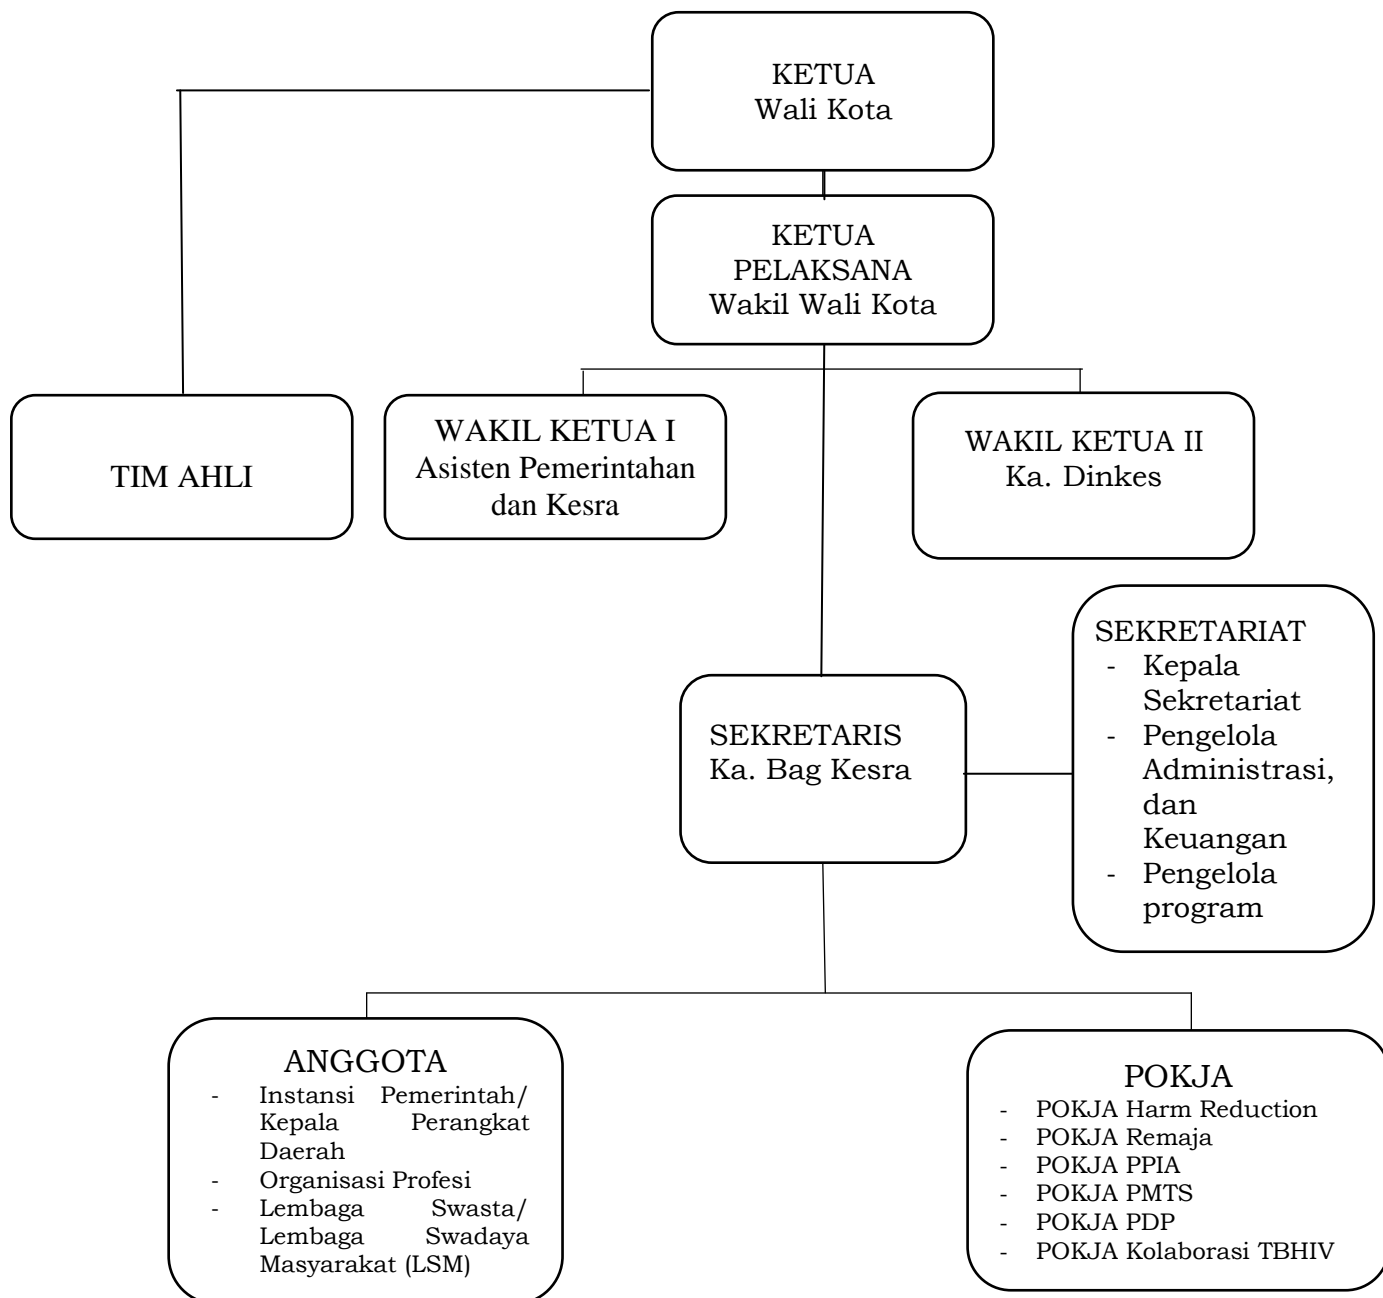 KETUA
Wali Kota
KETUA
PELAKSANA
Wakil Wali Kota
TIM AHLI
WAKIL KETUA I
Asisten Pemerintahan
dan Kesra
WAKIL KETUA II
Ka. Dinkes
SEKRETARIS
Ka. Bag Kesra
SEKRETARIAT
- Kepala
Sekretariat
- Pengelola
Administrasi,
dan
Keuangan
- Pengelola
program
ANGGOTA
- Instansi Pemerintah/
Kepala Perangkat
Daerah
- Organisasi Profesi
- Lembaga Swasta/
Lembaga Swadaya
Masyarakat (LSM)
POKJA
- POKJA Harm Reduction
- POKJA Remaja
- POKJA PPIA
- POKJA PMTS
- POKJA PDP
- POKJA Kolaborasi TBHIV